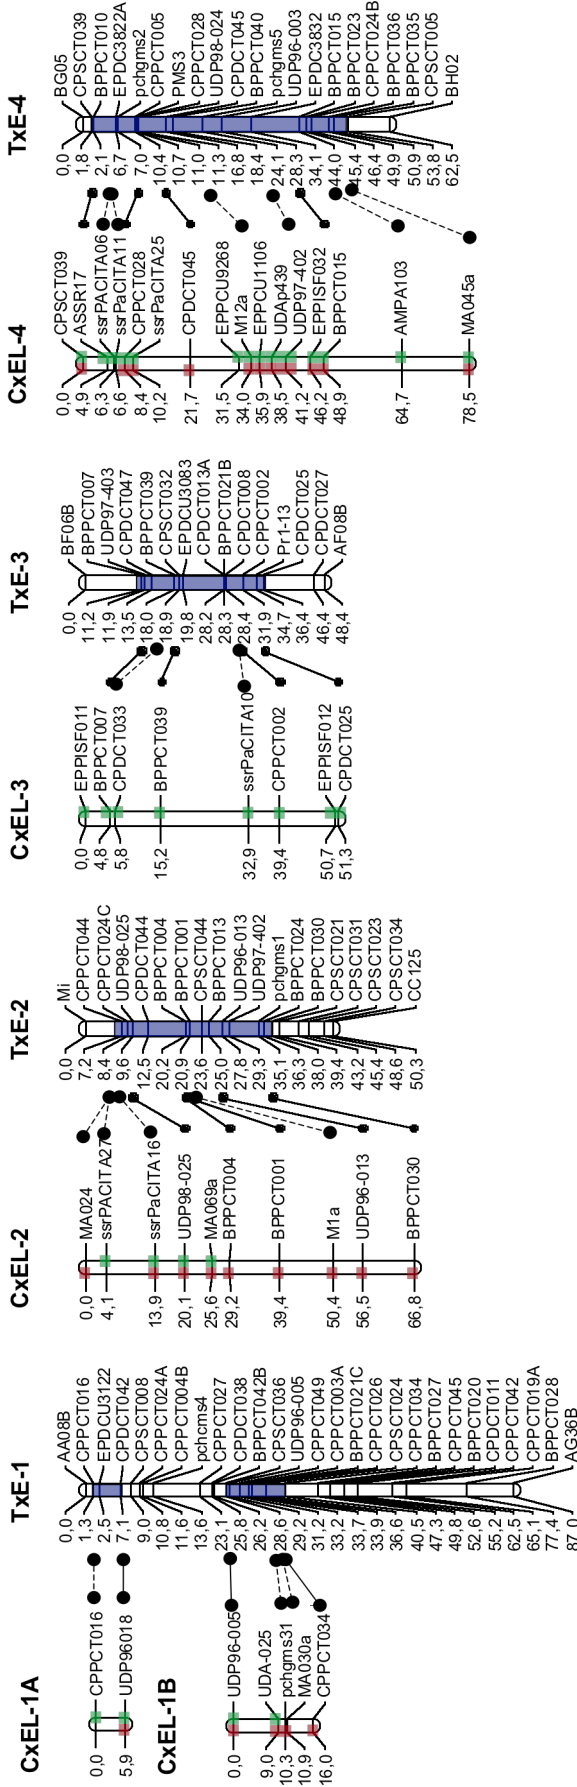 CxEL-1A
0,0 CPPCT016
5,9 UDP96018
CxEL-1B
0,0 UDP96-005
9,0 UDA-025
10,3 pchgms31
10,9 MA030a
16,0 CPPCT034
TxE-1
0,0 AA08B
1,3 CPPCT016
2,5 EPDCU3122
7,1 CPDCT042
9,0 CPSCT008
10,8 CPPCT024A
11,6 CPPCT004B
13,6 pchcms4
23,1 CPPCT027
25,8 CPDCT038
26,2 BPPCT042B
28,6 CPSCT036
29,2 UDP96-005
31,2 CPPCT049
33,2 CPPCT003A
33,7 BPPCT021C
33,9 CPPCT026
36,6 CPSCT024
40,5 CPPCT034
47,3 BPPCT027
49,8 CPPCT045
52,6 BPPCT020
55,2 CPDCT011
62,5 CPPCT042
65,1 CPPCT019A
77,4 BPPCT028
87,0 AG36B
CxEL-2
0,0 MA024
4,1 ssrPACITA27
13,9 ssrPaCITA16
20,1 UDP98-025
25,6 MA069a
29,2 BPPCT004
39,4 BPPCT001
50,4 M1a
56,5 UDP96-013
66,8 BPPCT030
TxE-2
0,0 Mi
7,2 CPPCT044
8,4 CPPCT024C
9,6 UDP98-025
12,5 CPDCT044
20,2 BPPCT004
20,9 BPPCT001
23,6 CPSCT044
25,0 BPPCT013
27,8 UDP96-013
29,3 UDP97-402
35,1 pchgms1
36,3 BPPCT024
38,0 BPPCT030
39,4 CPSCT021
43,2 CPSCT031
45,4 CPSCT023
48,6 CPSCT034
50,3 CC125
CxEL-3
0,0 EPPISF011
4,8 BPPCT007
5,8 CPDCT033
15,2 BPPCT039
32,9 ssrPaCITA10
39,4 CPPCT002
50,7 EPPISF012
51,3 CPDCT025
TxE-3
0,0 BF06B
11,2 BPPCT007
11,9 UDP97-403
13,5 CPDCT047
18,0 BPPCT039
18,9 CPSCT032
19,8 EPDCU3083
28,2 CPDCT013A
28,3 BPPCT021B
28,4 CPDCT008
31,9 CPPCT002
34,7 Pr1-13
36,4 CPDCT025
46,4 CPDCT027
48,4 AF08B
CxEL-4
0,0 CPSCT039
4,9 ASSR17
6,3 ssrPACITA06
6,6 ssrPaCITA11
8,4 CPPCT028
10,2 ssrPaCITA25
21,7 CPDCT045
31,5 EPPCU9268
34,0 M12a
35,9 EPPCU1106
38,5 UDAp439
41,2 UDP97-402
46,2 EPPISF032
48,9 BPPCT015
64,7 AMPA103
78,5 MA045a
TxE-4
0,0 BG05
1,8 CPSCT039
2,1 BPPCT010
6,7 EPDC3822A
7,0 pchgms2
10,4 CPPCT005
10,7 PMS3
11,0 CPPCT028
11,3 UDP98-024
16,8 CPDCT045
18,4 BPPCT040
24,1 pchgms5
28,3 UDP96-003
34,1 EPDC3832
44,0 BPPCT015
45,4 BPPCT023
46,4 CPPCT024B
49,9 BPPCT036
50,9 BPPCT035
53,8 CPSCT005
62,5 BH02